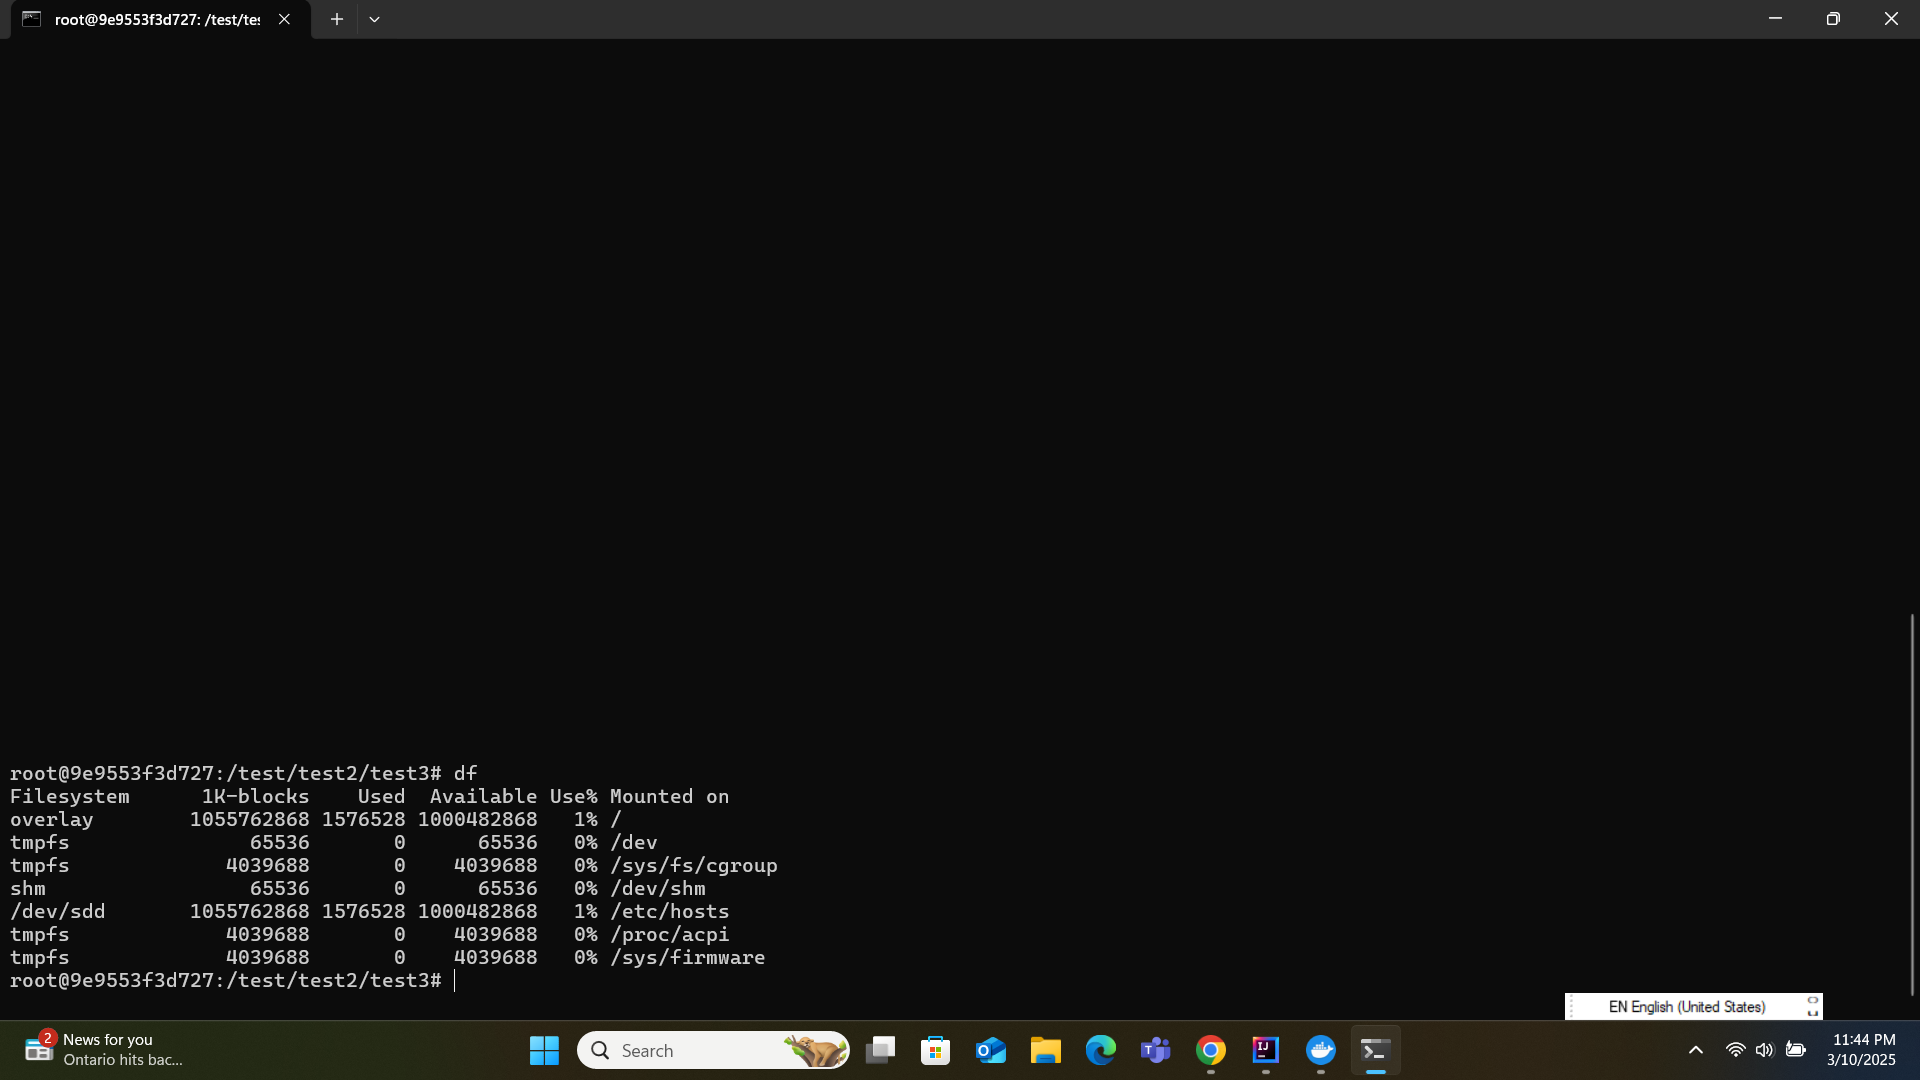 root@9e9553f3d727: /test/tes
root@9e9553f3d727:/test/test2/test3# df
Filesystem      1K-blocks    Used  Available Use% Mounted on
overlay        1055762868 1576528 1000482868   1% /
tmpfs               65536       0      65536   0% /dev
tmpfs             4039688       0    4039688   0% /sys/fs/cgroup
shm                 65536       0      65536   0% /dev/shm
/dev/sdd       1055762868 1576528 1000482868   1% /etc/hosts
tmpfs             4039688       0    4039688   0% /proc/acpi
tmpfs             4039688       0    4039688   0% /sys/firmware
root@9e9553f3d727:/test/test2/test3#
EN English (United States)
2
News for you
Ontario hits bac...
Search
11:44 PM
3/10/2025